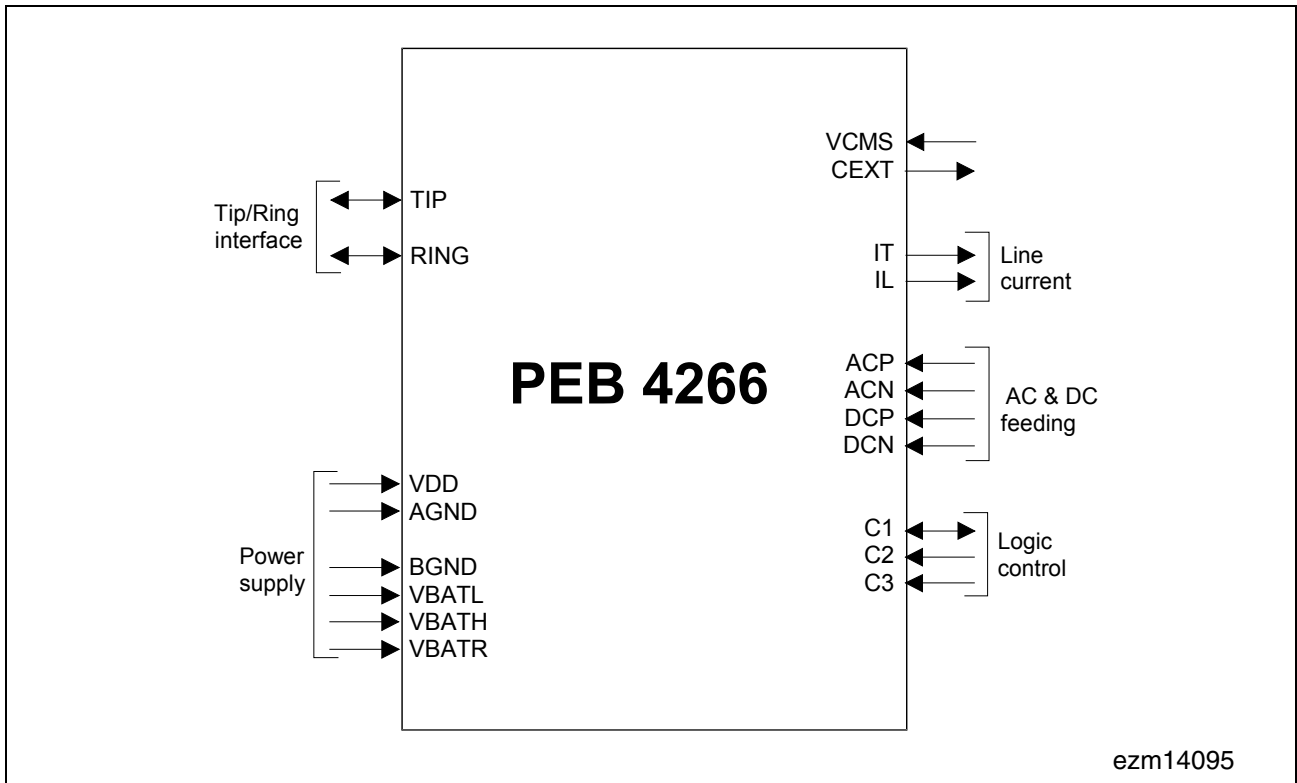 Tip/Ring
interface
TIP
RING
Power
supply
VDD
AGND
BGND
VBATL
VBATH
VBATR
PEB 4266
VCMS
CEXT
IT
IL
Line
current
ACP
ACN
DCP
DCN
AC & DC
feeding
C1
C2
C3
Logic
control
ezm14095